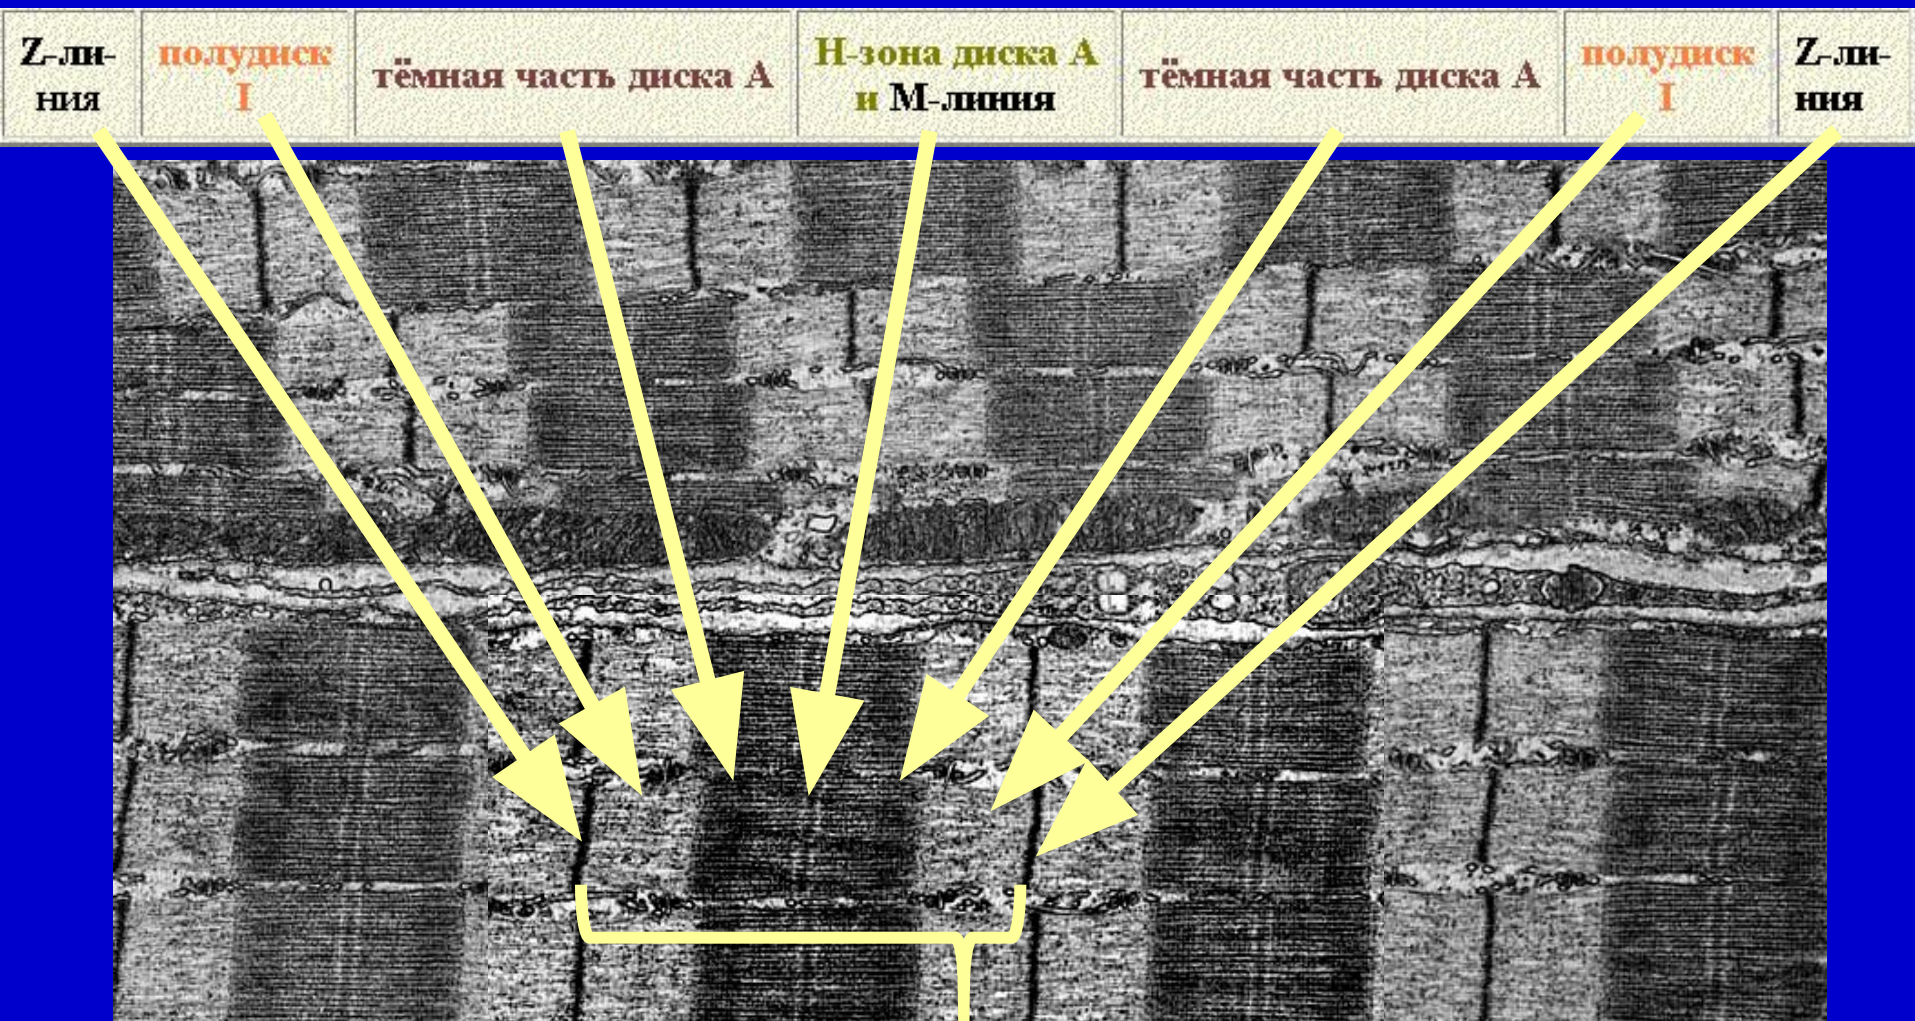 Z-ли-
ния
полудиск
I
тёмная часть диска А
Н-зона диска А
и М-линия
тёмная часть диска А
полудиск
I
Z-ли-
ния